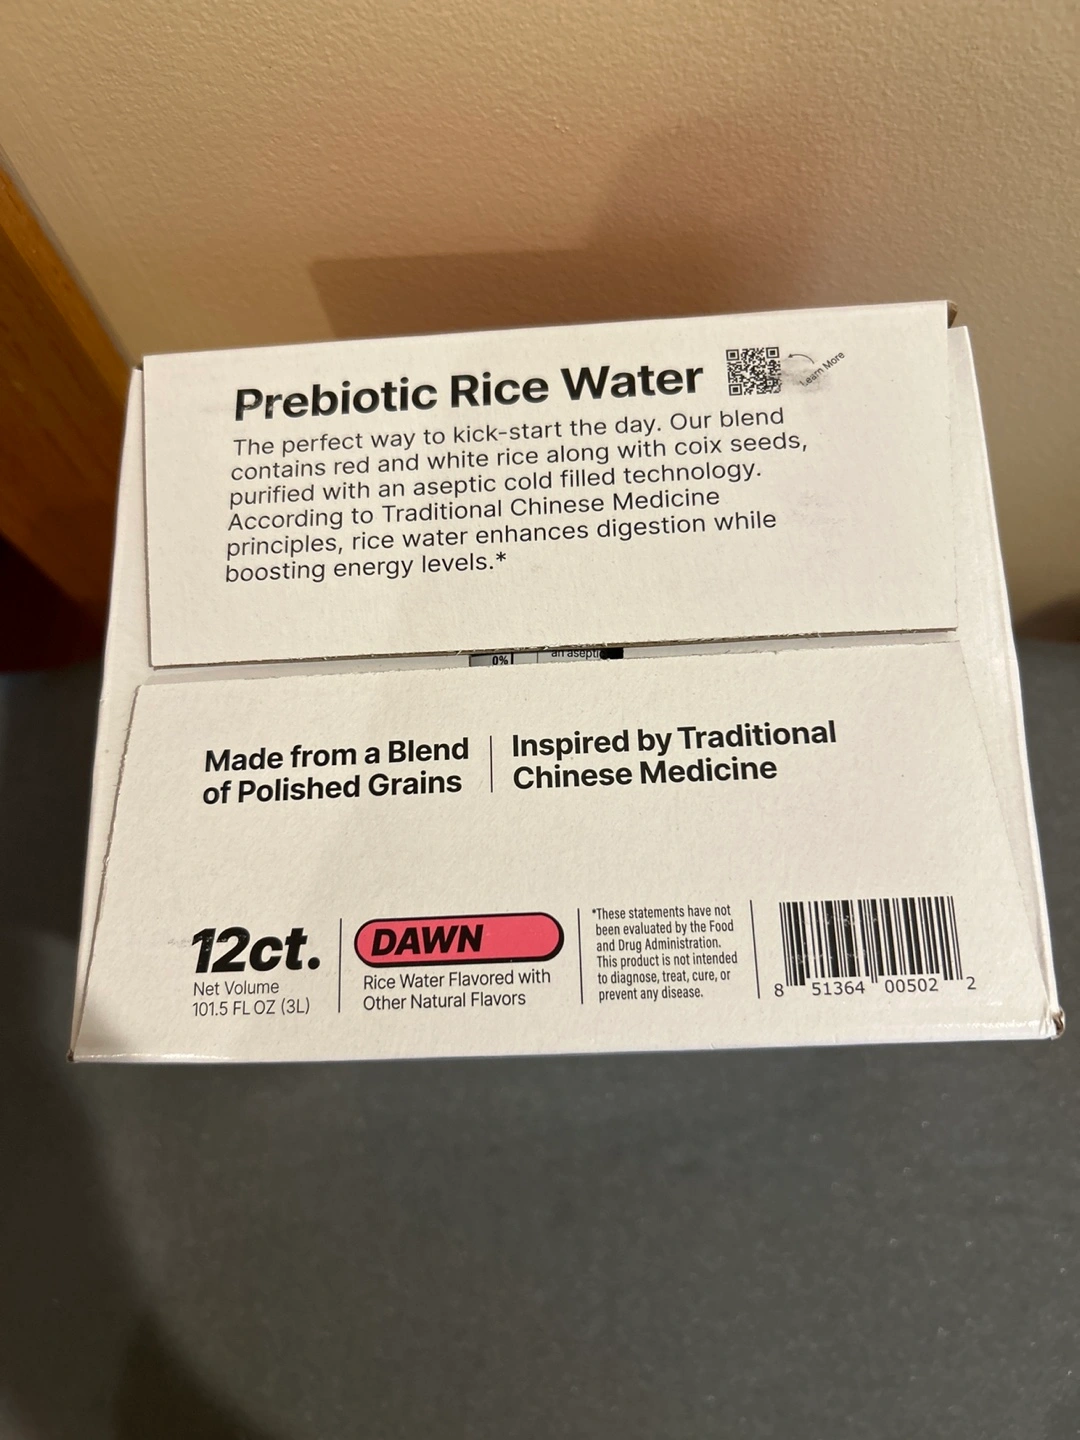 Prebiotic Rice Water
Learn More
The perfect way to kick-start the day. Our blend
contains red and white rice along with coix seeds,
purified with an aseptic cold filled technology.
According to Traditional Chinese Medicine
principles, rice water enhances digestion while
boosting energy levels.*
0%
an aseptic
Made from a Blend
of Polished Grains
Inspired by Traditional
Chinese Medicine
12ct.
Net Volume
101.5 FL OZ (3L)
DAWN
Rice Water Flavored with
Other Natural Flavors
*These statements have not
been evaluated by the Food
and Drug Administration.
This product is not intended
to diagnose, treat, cure, or
prevent any disease.
8 51364 00502 2